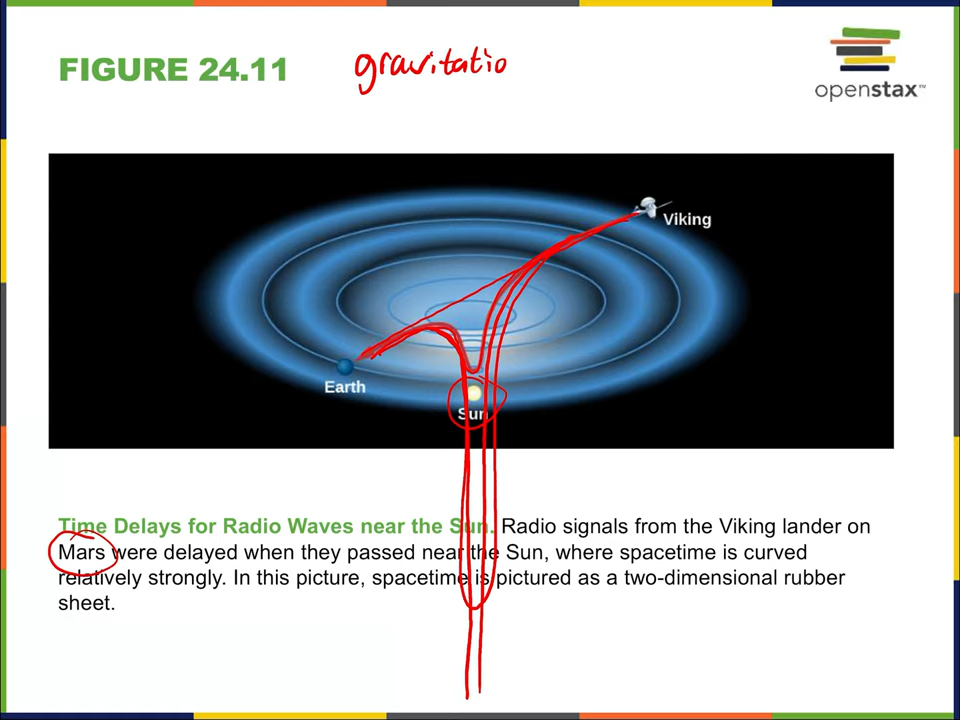 FIGURE 24.11
gravitatio
openstax™
Viking
Earth
Sun
Time Delays for Radio Waves near the Sun. Radio signals from the Viking lander on
Mars were delayed when they passed near the Sun, where spacetime is curved
relatively strongly. In this picture, spacetime is pictured as a two-dimensional rubber
sheet.